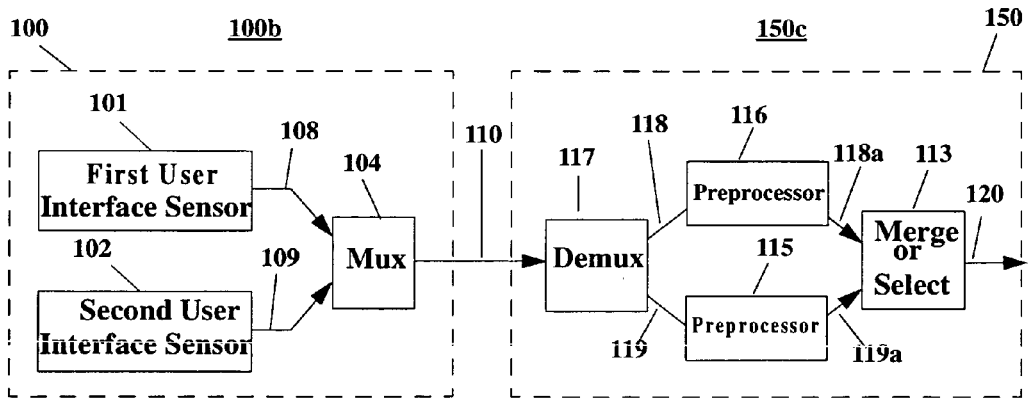 100 100b 150c 150
101 108 110 118 116 118a 113 120
104 117
First User
Interface Sensor
Preprocessor
Mux
Demux
Merge
or
Select
102 109 115
Second User
Interface Sensor
Preprocessor
119 119a